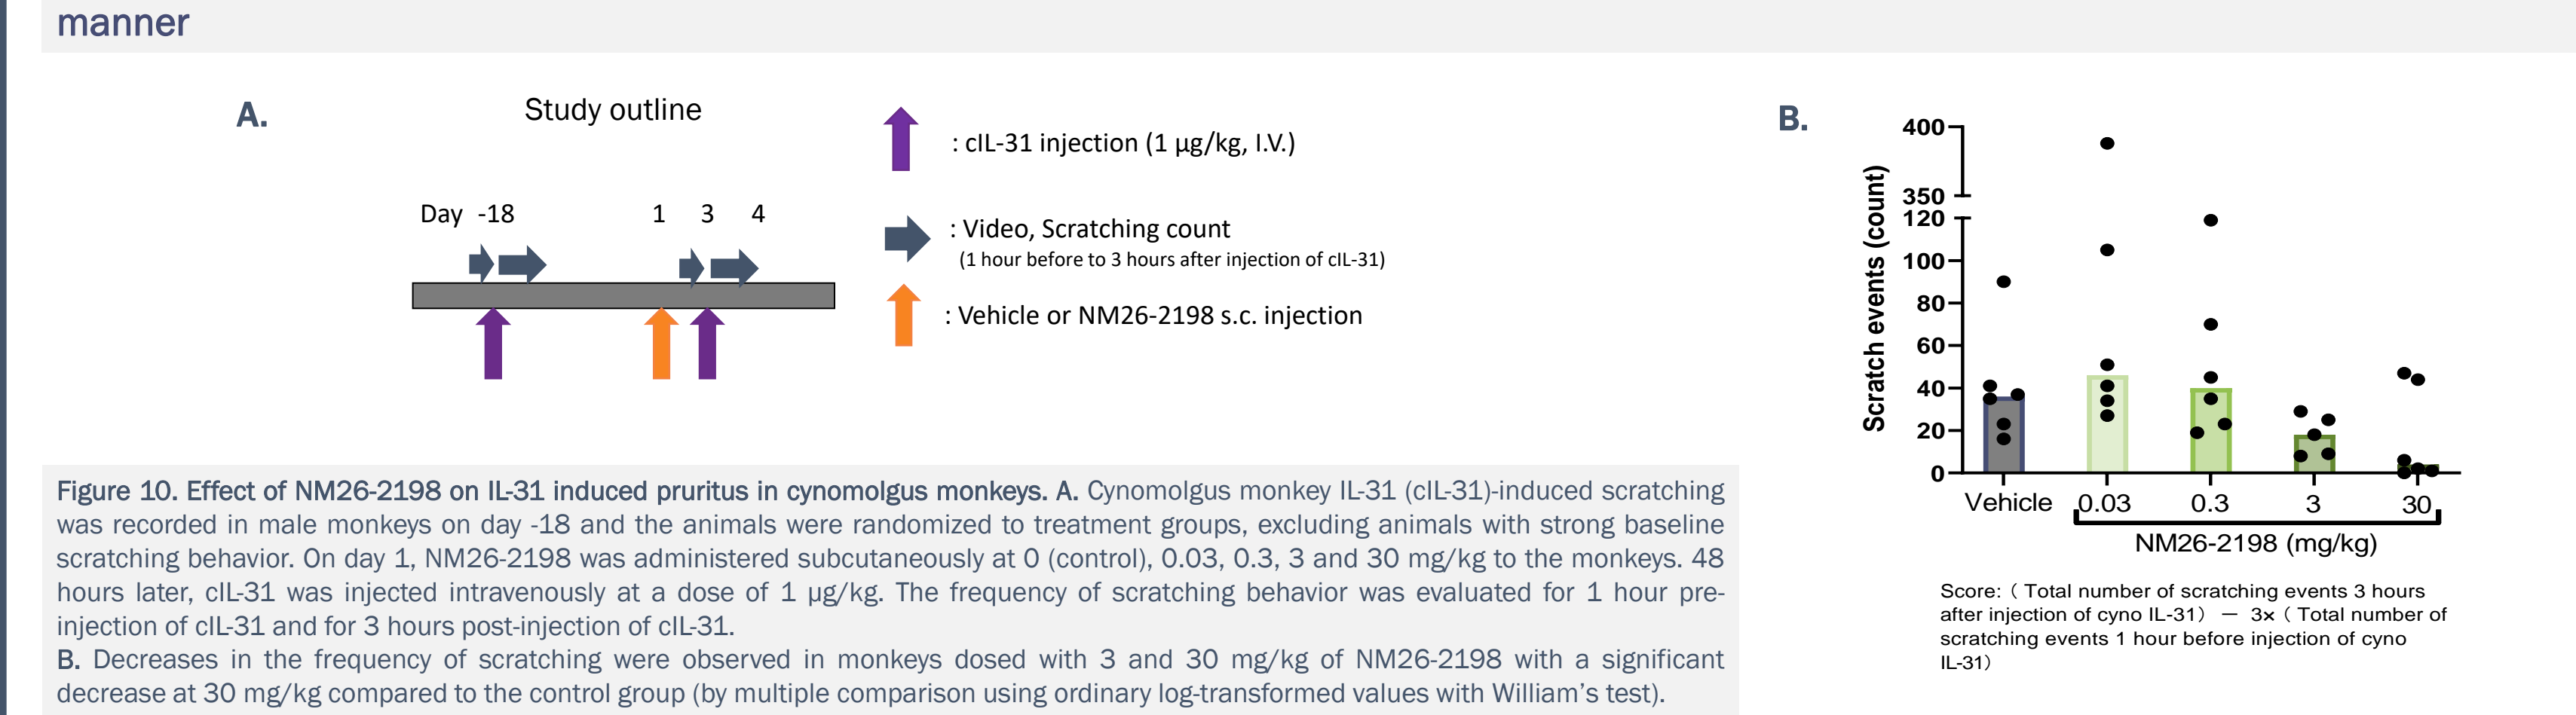 manner
A.
Study outline
: cIL-31 injection (1 µg/kg, I.V.)
Day -18 1 3 4
: Video, Scratching count
(1 hour before to 3 hours after injection of cIL-31)
: Vehicle or NM26-2198 s.c. injection
Figure 10. Effect of NM26-2198 on IL-31 induced pruritus in cynomolgus monkeys. A. Cynomolgus monkey IL-31 (cIL-31)-induced scratching
was recorded in male monkeys on day -18 and the animals were randomized to treatment groups, excluding animals with strong baseline
scratching behavior. On day 1, NM26-2198 was administered subcutaneously at 0 (control), 0.03, 0.3, 3 and 30 mg/kg to the monkeys. 48
hours later, cIL-31 was injected intravenously at a dose of 1 µg/kg. The frequency of scratching behavior was evaluated for 1 hour pre-
injection of cIL-31 and for 3 hours post-injection of cIL-31.
B. Decreases in the frequency of scratching were observed in monkeys dosed with 3 and 30 mg/kg of NM26-2198 with a significant
decrease at 30 mg/kg compared to the control group (by multiple comparison using ordinary log-transformed values with William's test).
B.
Scratch events (count)
400
350
120
100
80
60
40
20
0
Vehicle 0.03 0.3 3 30
NM26-2198 (mg/kg)
Score: ( Total number of scratching events 3 hours
after injection of cyno IL-31) － 3× ( Total number of
scratching events 1 hour before injection of cyno
IL-31)